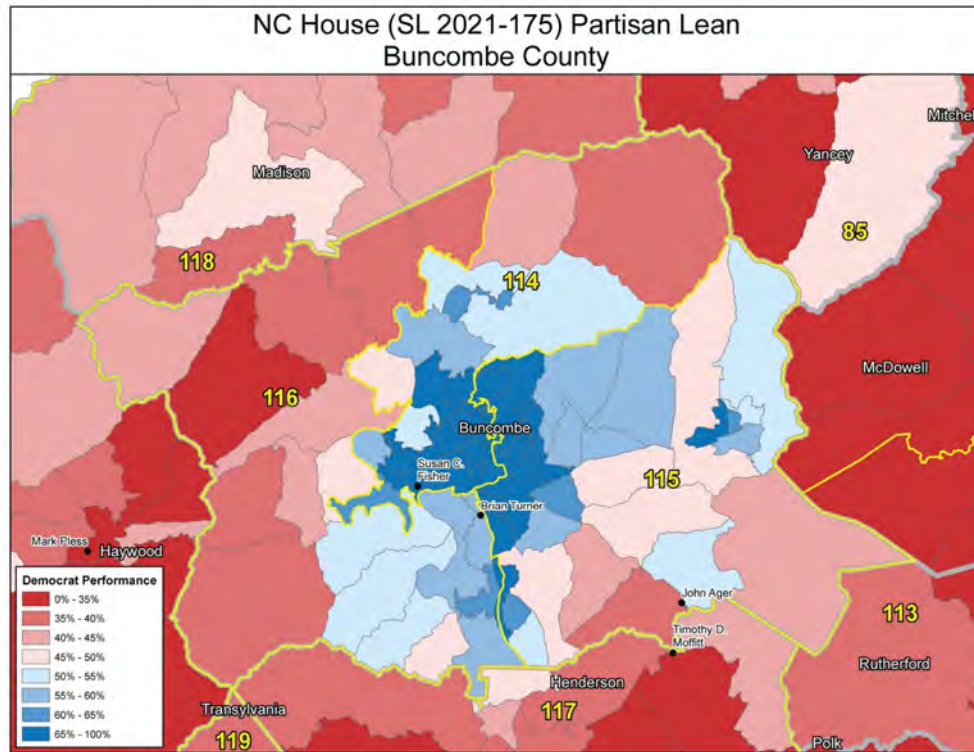 NC House (SL 2021-175) Partisan Lean
Buncombe County
Mitchel
Yancey
Madison
85
118
114
McDowell
116
Buncombe
Susan C.
Fisher
115
Brian Turner
Mark Pless
Haywood
Democrat Performance
0% - 35%
35% - 40%
40% - 45%
45% - 50%
50% - 55%
55% - 60%
60% - 65%
65% - 100%
John Ager
113
Timothy D.
Moffitt
Rutherford
Henderson
Transylvania
117
119
Polk